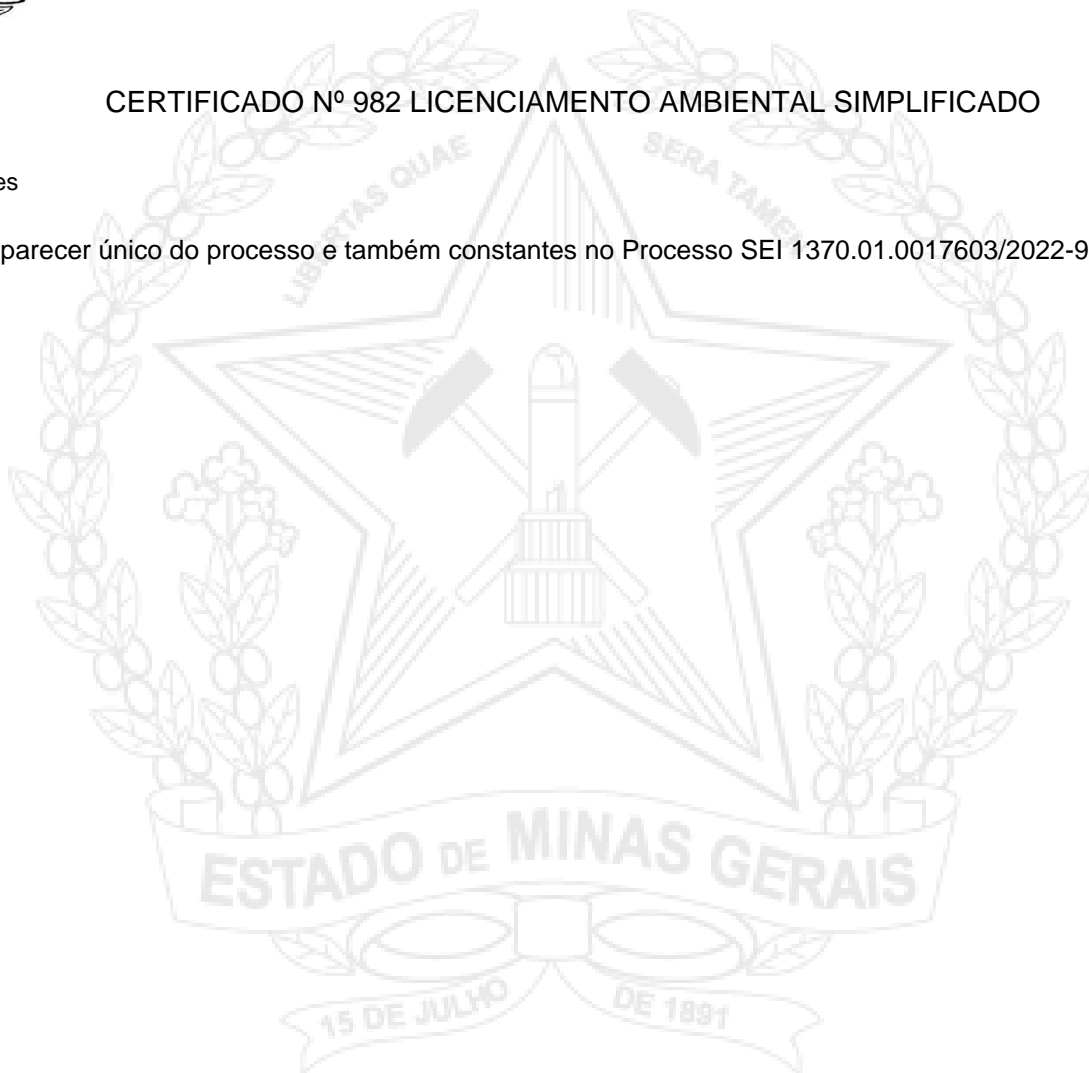 CERTIFICADO Nº 982 LICENCIAMENTO AMBIENTAL SIMPLIFICADO
es
parecer único do processo e também constantes no Processo SEI 1370.01.0017603/2022-9
LIBERTAS QUAE SERA TAMEN
ESTADO DE MINAS GERAIS
15 DE JULHO DE 1891